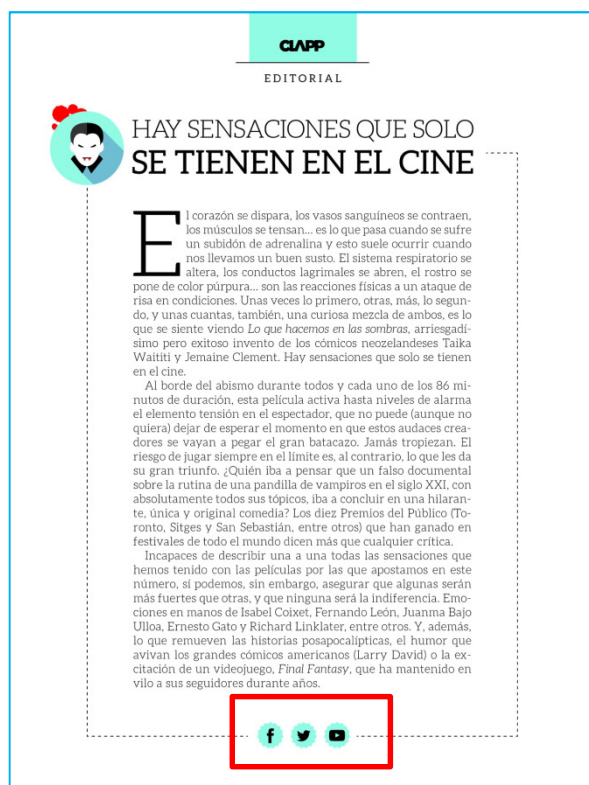 CLAPP
EDITORIAL
HAY SENSACIONES QUE SOLO
SE TIENEN EN EL CINE
El corazón se dispara, los vasos sanguíneos se contraen,
los músculos se tensan... es lo que pasa cuando se sufre
un subidón de adrenalina y esto suele ocurrir cuando
nos llevamos un buen susto. El sistema respiratorio se
altera, los conductos lagrimales se abren, el rostro se
pone de color púrpura... son las reacciones físicas a un ataque de
risa en condiciones. Unas veces lo primero, otras, más, lo segun-
do, y unas cuantas, también, una curiosa mezcla de ambos, es lo
que se siente viendo Lo que hacemos en las sombras, arriesgadí-
simo pero exitoso invento de los cómicos neozelandeses Taika
Waititi y Jemaine Clement. Hay sensaciones que solo se tienen
en el cine.
Al borde del abismo durante todos y cada uno de los 86 mi-
nutos de duración, esta película activa hasta niveles de alarma
el elemento tensión en el espectador, que no puede (aunque no
quiera) dejar de esperar el momento en que estos audaces crea-
dores se vayan a pegar el gran batacazo. Jamás tropiezan. El
riesgo de jugar siempre en el límite es, al contrario, lo que les da
su gran triunfo. ¿Quién iba a pensar que un falso documental
sobre la rutina de una pandilla de vampiros en el siglo XXI, con
absolutamente todos sus tópicos, iba a concluir en una hilaran-
te, única y original comedia? Los diez Premios del Público (To-
ronto, Sitges y San Sebastián, entre otros) que han ganado en
festivales de todo el mundo dicen más que cualquier crítica.
Incapaces de describir una a una todas las sensaciones que
hemos tenido con las películas por las que apostamos en este
número, sí podemos, sin embargo, asegurar que algunas serán
más fuertes que otras, y que ninguna será la indiferencia. Emo-
ciones en manos de Isabel Coixet, Fernando León, Juanma Bajo
Ulloa, Ernesto Gato y Richard Linklater, entre otros. Y, además,
lo que remueven las historias posapocalípticas, el humor que
avivan los grandes cómicos americanos (Larry David) o la ex-
citación de un videojuego, Final Fantasy, que ha mantenido en
vilo a sus seguidores durante años.